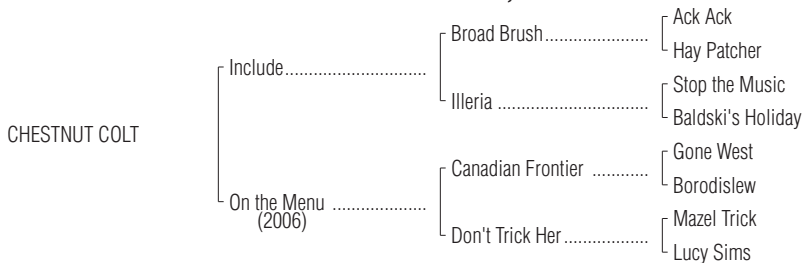 Ack Ack
Broad Brush......................
Hay Patcher
Include..............................
Stop the Music
Illeria ................................
Baldski's Holiday
CHESTNUT COLT
Gone West
Canadian Frontier ............
Borodislew
On the Menu ....................
(2006)
Mazel Trick
Don't Trick Her..................
Lucy Sims